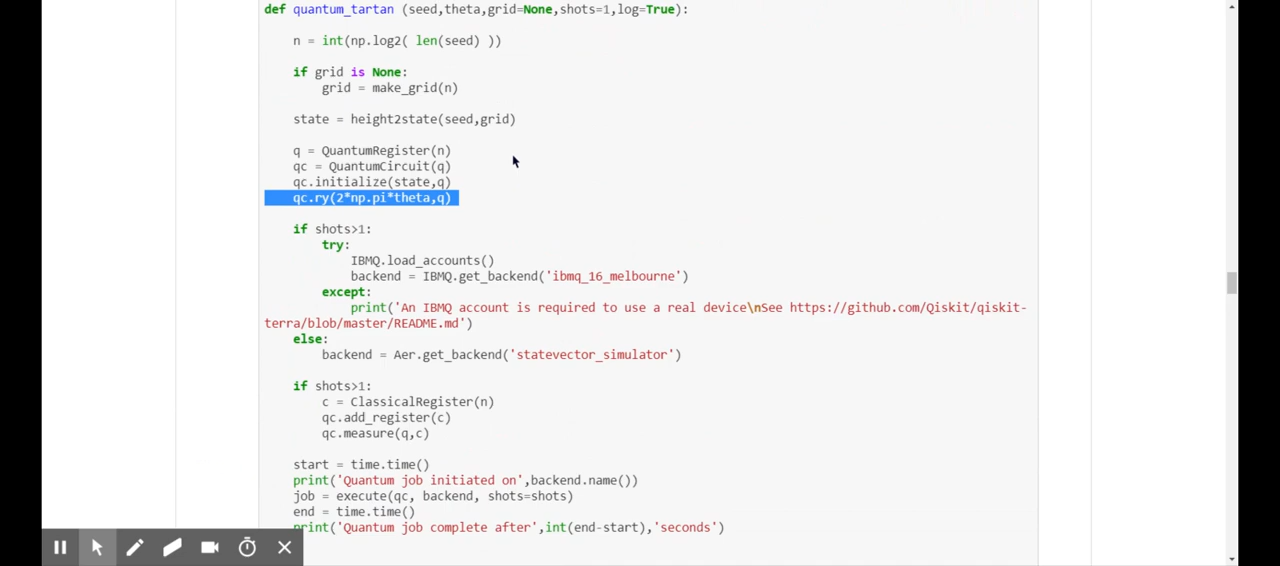 def quantum_tartan (seed,theta,grid=None,shots=1,log=True):
n = int(np.log2( len(seed) ))
if grid is None:
grid = make_grid(n)
state = height2state(seed,grid)
q = QuantumRegister(n)
qc = QuantumCircuit(q)
qc.initialize(state,q)
qc.ry(2*np.pi*theta,q)
if shots>1:
try:
IBMQ.load_accounts()
backend = IBMQ.get_backend('ibmq_16_melbourne')
except:
print('An IBMQ account is required to use a real device\nSee https://github.com/Qiskit/qiskit-
terra/blob/master/README.md')
else:
backend = Aer.get_backend('statevector_simulator')
if shots>1:
c = ClassicalRegister(n)
qc.add_register(c)
qc.measure(q,c)
start = time.time()
print('Quantum job initiated on',backend.name())
job = execute(qc, backend, shots=shots)
end = time.time()
print('Quantum job complete after',int(end-start),'seconds')